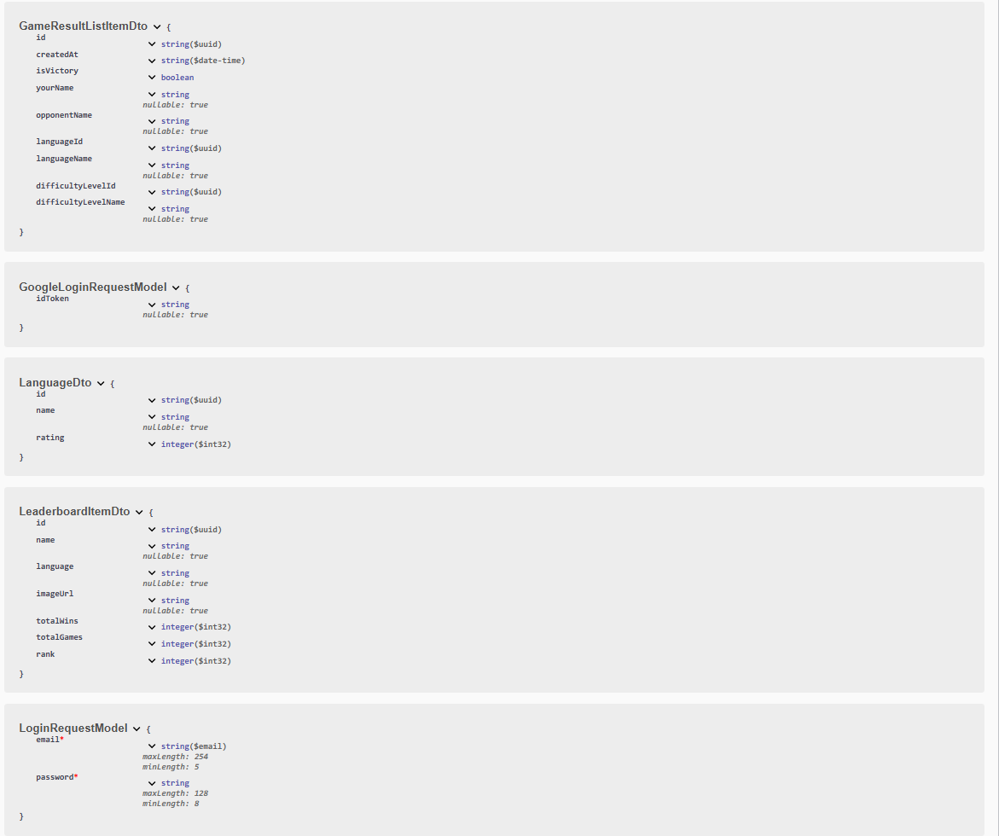 GameResultListItemDto {
id
string($uuid)
createdAt
string($date-time)
isVictory
boolean
yourName
string
nullable: true
opponentName
string
nullable: true
languageId
string($uuid)
languageName
string
nullable: true
difficultyLevelId
string($uuid)
difficultyLevelName
string
nullable: true
}
GoogleLoginRequestModel {
idToken
string
nullable: true
}
LanguageDto {
id
string($uuid)
name
string
nullable: true
rating
integer($int32)
}
LeaderboardItemDto {
id
string($uuid)
name
string
nullable: true
language
string
nullable: true
imageUrl
string
nullable: true
totalWins
integer($int32)
totalGames
integer($int32)
rank
integer($int32)
}
LoginRequestModel {
email*
string($email)
maxLength: 254
minLength: 5
password*
string
maxLength: 128
minLength: 8
}